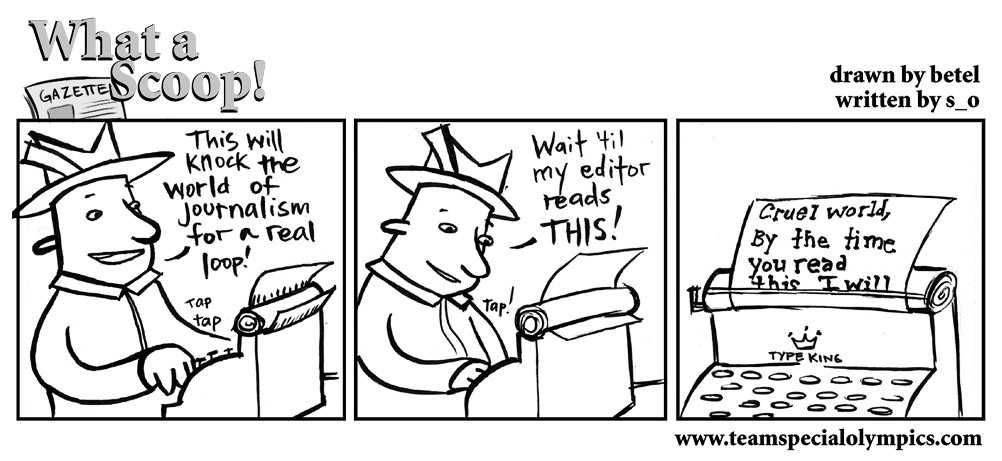 What a
Scoop!
GAZETTE
drawn by betel
written by s_o
This will
knock the
world of
journalism
for a real
loop!
TAP
tap
Wait 'til
my editor
reads
THIS!
TAP!
Cruel world,
By the time
you read
this I will
TYPE KING
www.teamspecialolympics.com